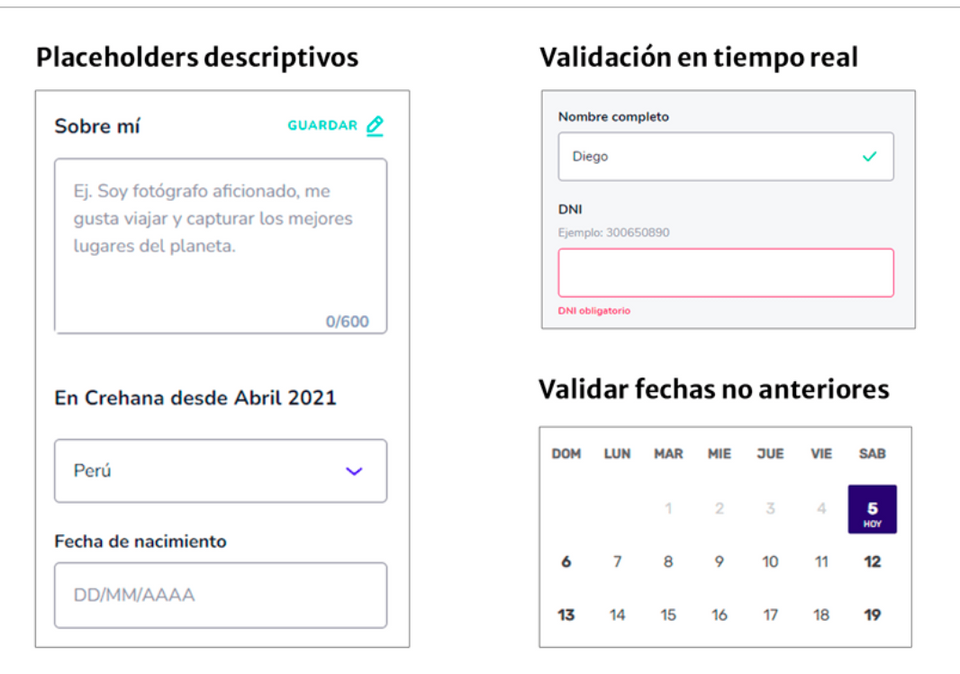 Placeholders descriptivos
Sobre mí
GUARDAR
Ej. Soy fotógrafo aficionado, me
gusta viajar y capturar los mejores
lugares del planeta.
0/600
En Crehana desde Abril 2021
Perú
Fecha de nacimiento
DD/MM/AAAA
Validación en tiempo real
Nombre completo
Diego
DNI
Ejemplo: 300650890
DNI obligatorio
Validar fechas no anteriores
DOM LUN MAR MIE JUE VIE SAB
1 2 3 4 5
HOY
6 7 8 9 10 11 12
13 14 15 16 17 18 19